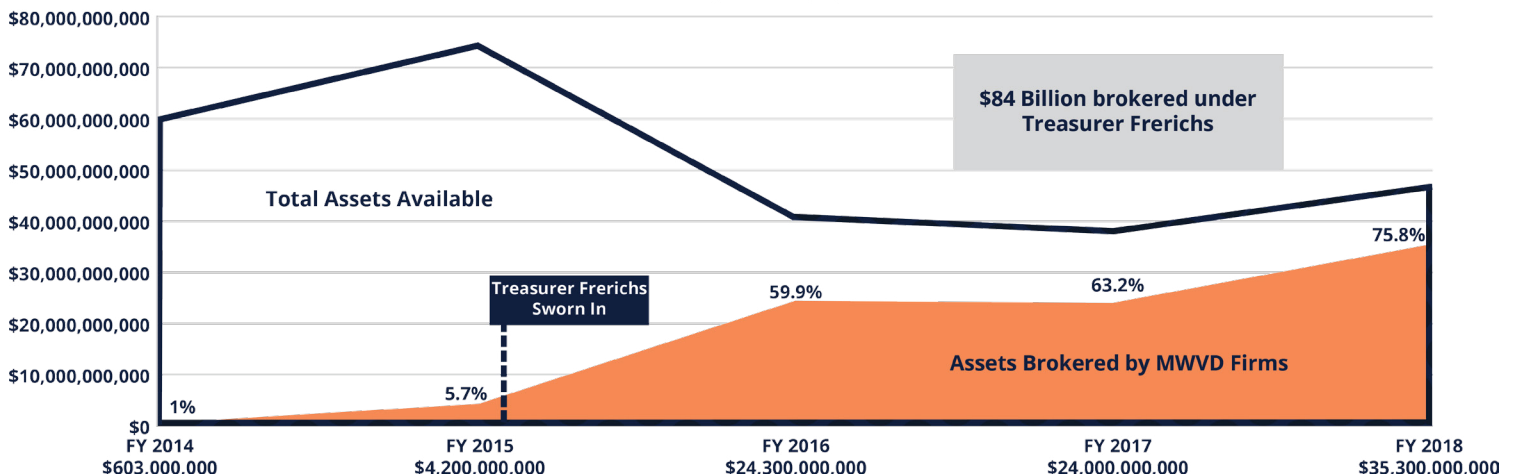 $80,000,000,000
$70,000,000,000
$60,000,000,000
$50,000,000,000
$40,000,000,000
$30,000,000,000
$20,000,000,000
$10,000,000,000
$0
$84 Billion brokered under
Treasurer Frerichs
Total Assets Available
Treasurer Frerichs
Sworn In
Assets Brokered by MWVD Firms
1%
5.7%
59.9%
63.2%
75.8%
FY 2014
$603,000,000
FY 2015
$4,200,000,000
FY 2016
$24,300,000,000
FY 2017
$24,000,000,000
FY 2018
$35,300,000,000